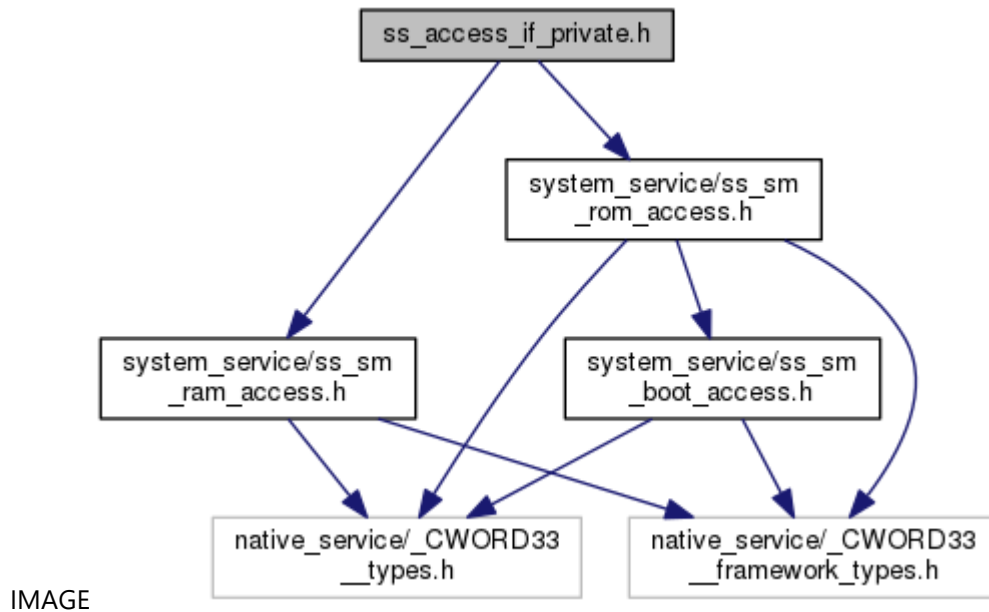 ss_access_if_private.h
system_service/ss_sm
_rom_access.h
system_service/ss_sm
_ram_access.h
system_service/ss_sm
_boot_access.h
native_service/_CWORD33
__types.h
native_service/_CWORD33
__framework_types.h
IMAGE